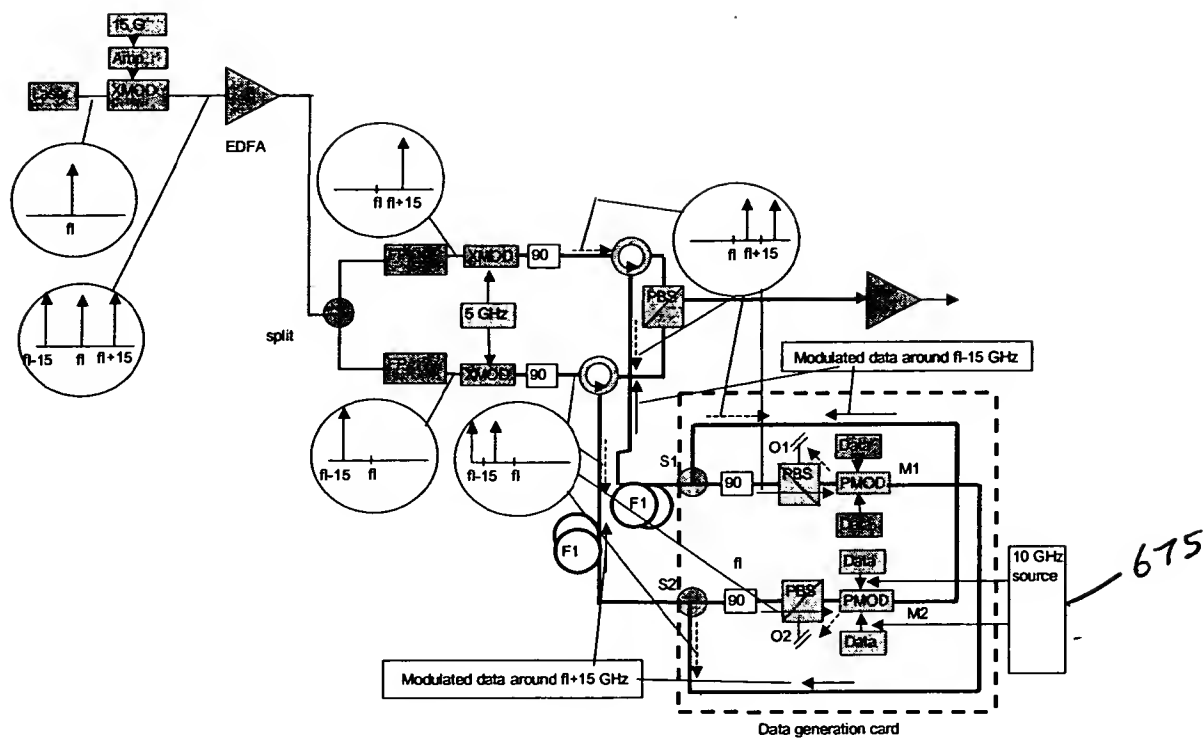 15 G
Amp
Laser
XMOD
EDFA
fl
fl fl+15
fl fl+15
XMOD
90
split
5 GHz
PBS
fl-15 fl fl+15
XMOD
90
Modulated data around fl-15 GHz
fl-15 fl
fl-15 fl
S1
O1
Data
M1
90
PBS
PMOD
F1
Data
F1
fl
Data
10 GHz
source
675
S2
90
PBS
PMOD
M2
O2
Data
Modulated data around fl+15 GHz
Data generation card